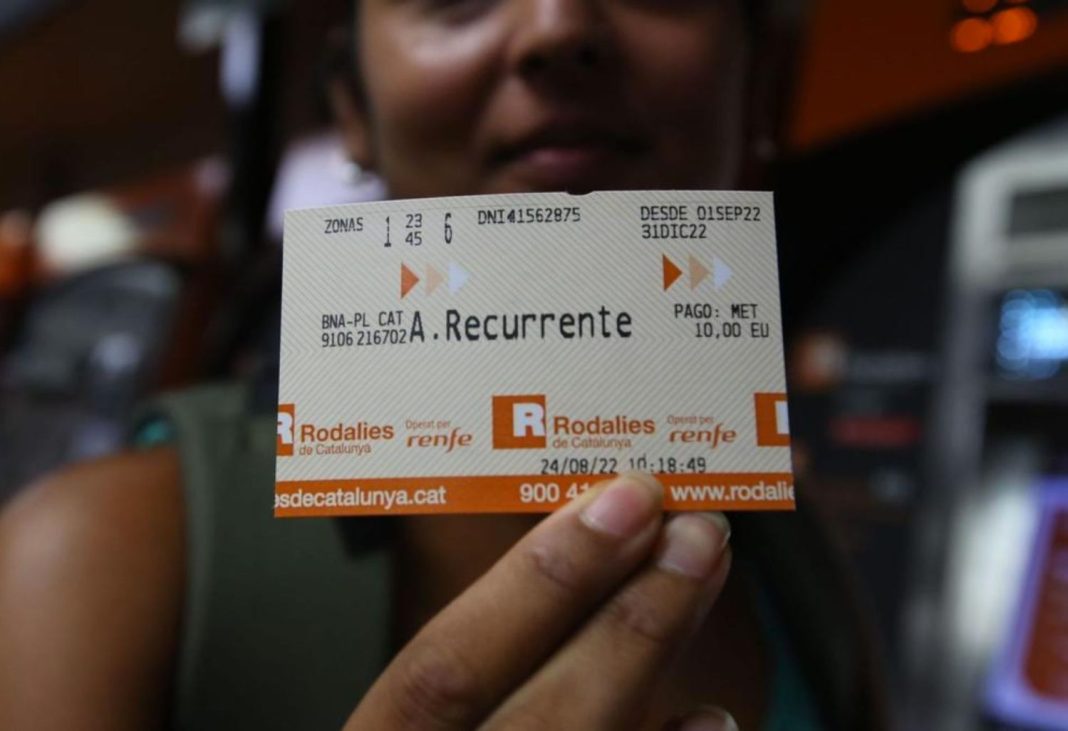 ZONAS 1 23 6 DNI41562875 DESDE 01SEP22
45 31DIC22
BNA-PL CAT A.Recurrente PAGO: MET
9106 216702 10,00 EU
R Rodalies de Catalunya Operat per renfe R Rodalies de Catalunya Operat per renfe R
24/08/22 10:18:49
esdecatalunya.cat 900 41 www.rodalie